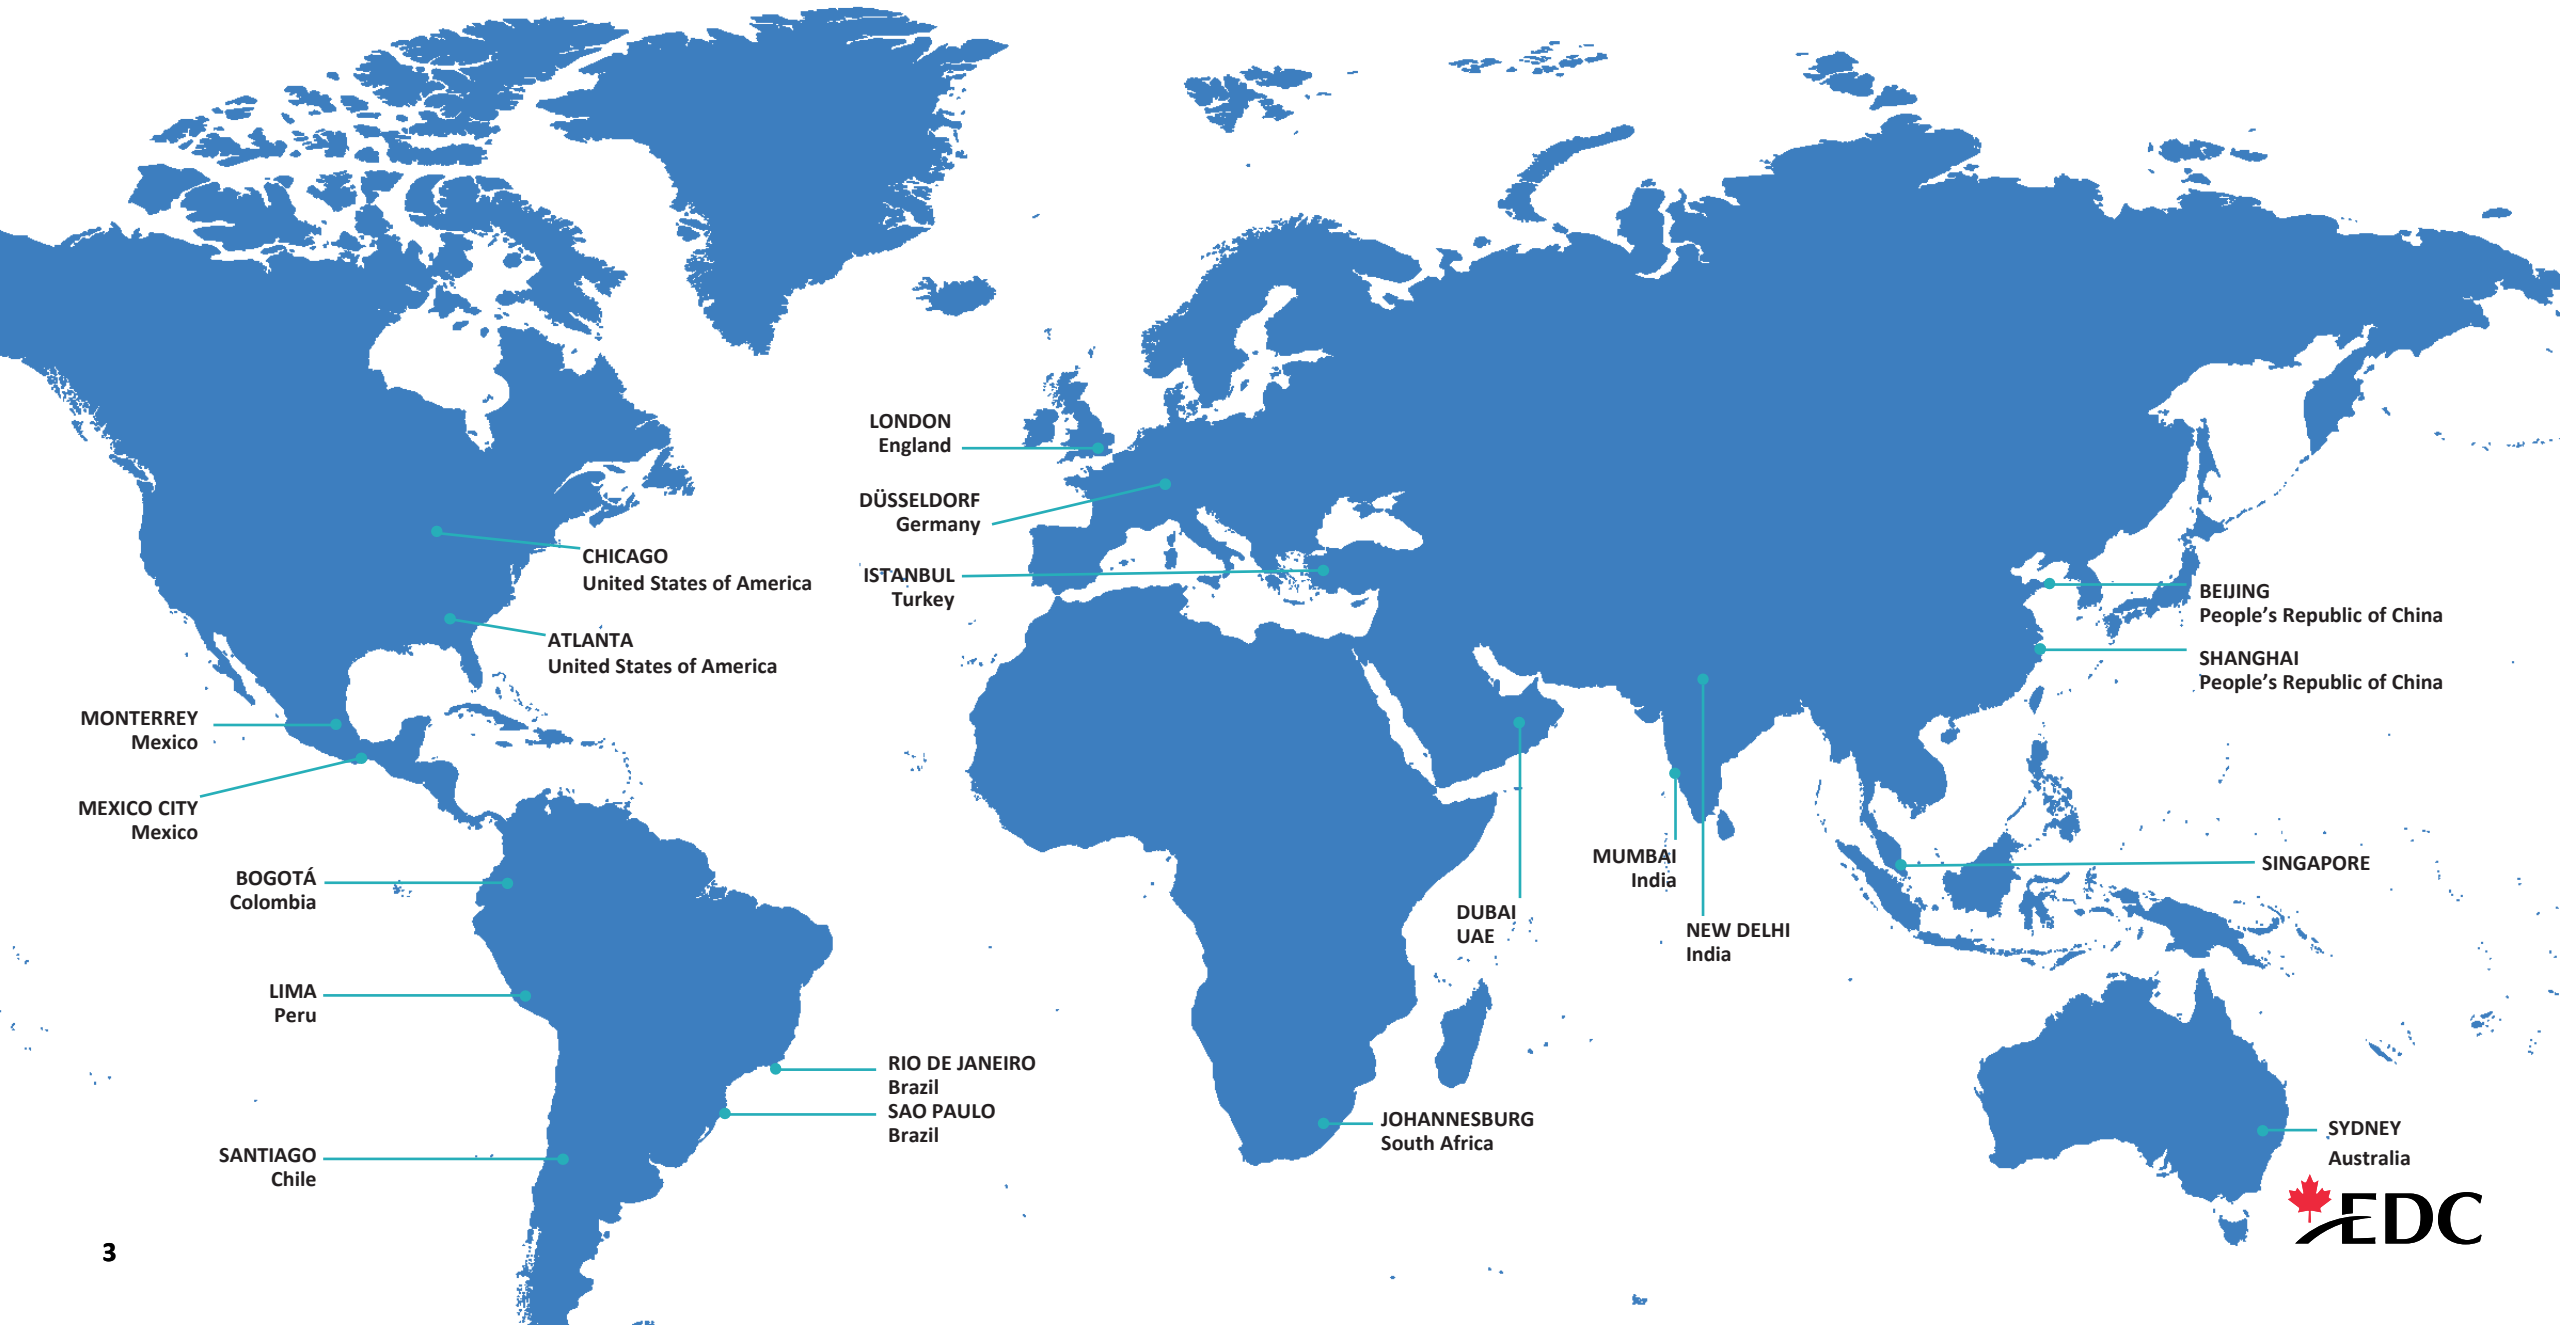 LONDON
England
DÜSSELDORF
Germany
CHICAGO
United States of America
ISTANBUL
Turkey
BEIJING
People’s Republic of China
ATLANTA
United States of America
SHANGHAI
People’s Republic of China
MONTERREY
Mexico
MEXICO CITY
Mexico
MUMBAI
India
SINGAPORE
BOGOTÁ
Colombia
DUBAI
UAE
NEW DELHI
India
LIMA
Peru
RIO DE JANEIRO
Brazil
SAO PAULO
Brazil
JOHANNESBURG
South Africa
SYDNEY
Australia
SANTIAGO
Chile
EDC
3